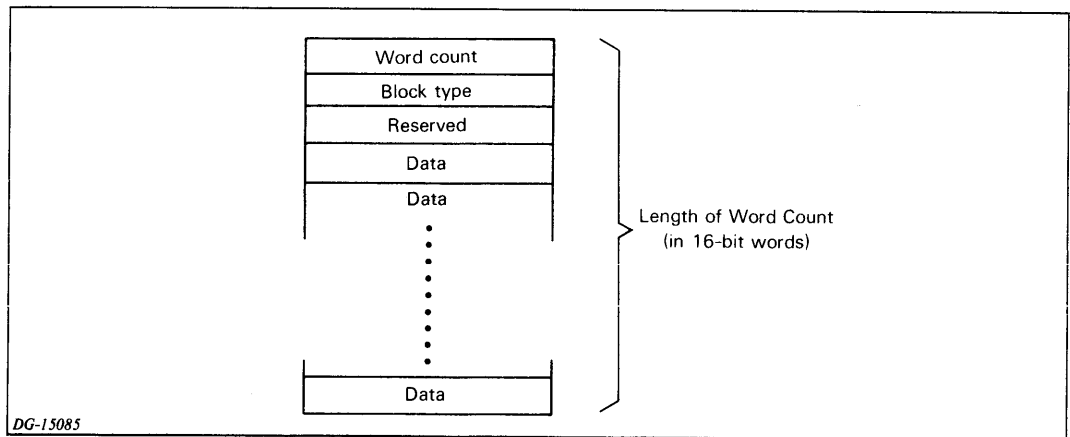 Word count
Block type
Reserved
Data
Data
Length of Word Count
(in 16-bit words)
Data
DG-15085